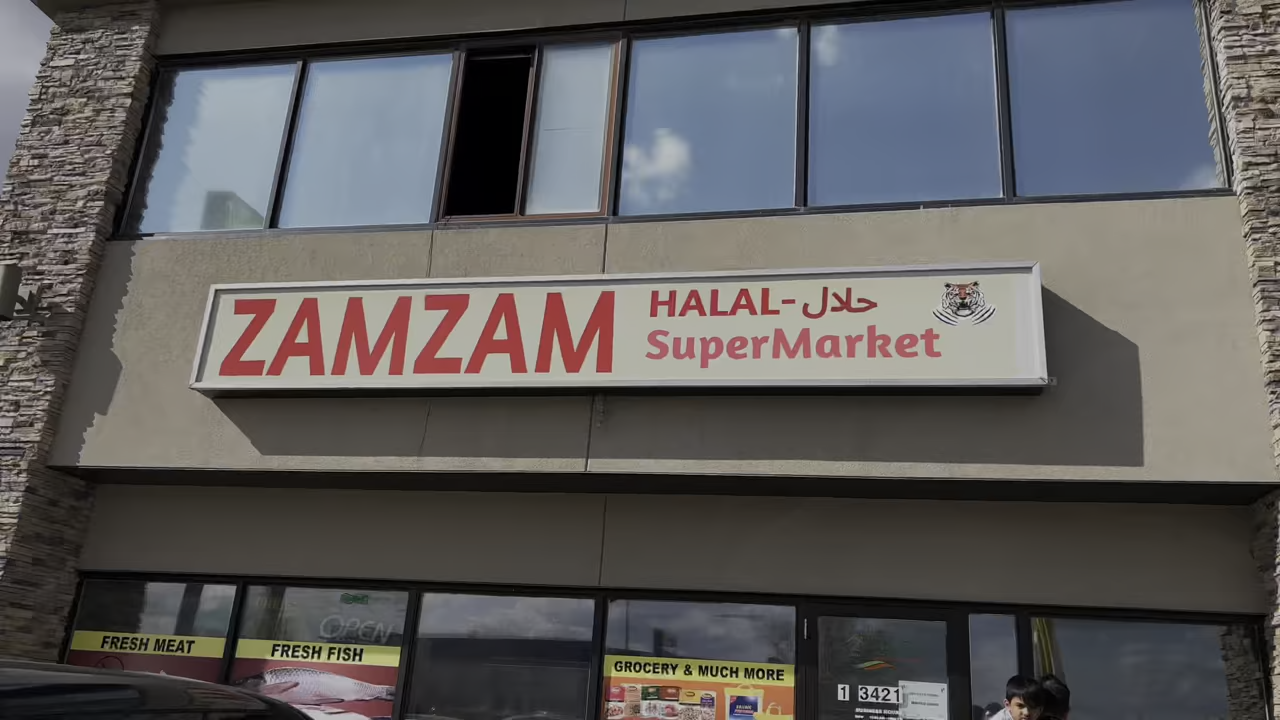 ZAMZAM
HALAL-حلال
SuperMarket
OPEN
FRESH MEAT
FRESH FISH
GROCERY & MUCH MORE
1 3421